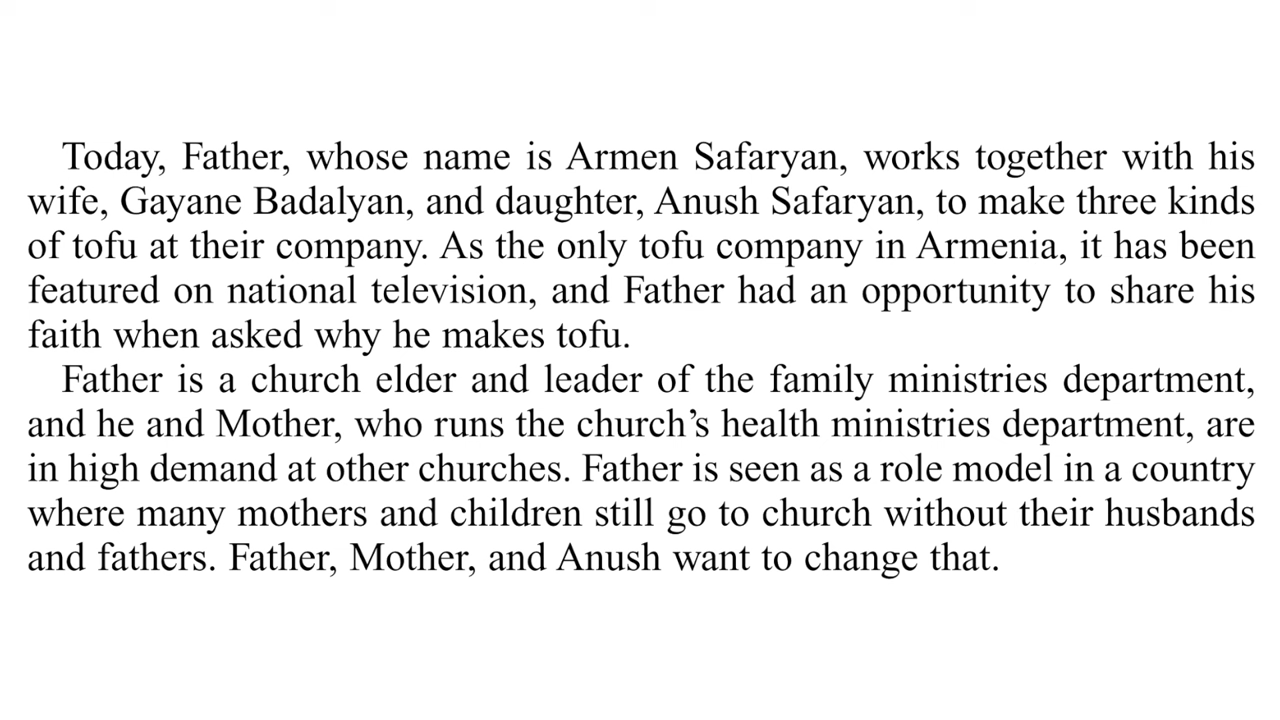 Today, Father, whose name is Armen Safaryan, works together with his
wife, Gayane Badalyan, and daughter, Anush Safaryan, to make three kinds
of tofu at their company. As the only tofu company in Armenia, it has been
featured on national television, and Father had an opportunity to share his
faith when asked why he makes tofu.
Father is a church elder and leader of the family ministries department,
and he and Mother, who runs the church’s health ministries department, are
in high demand at other churches. Father is seen as a role model in a country
where many mothers and children still go to church without their husbands
and fathers. Father, Mother, and Anush want to change that.